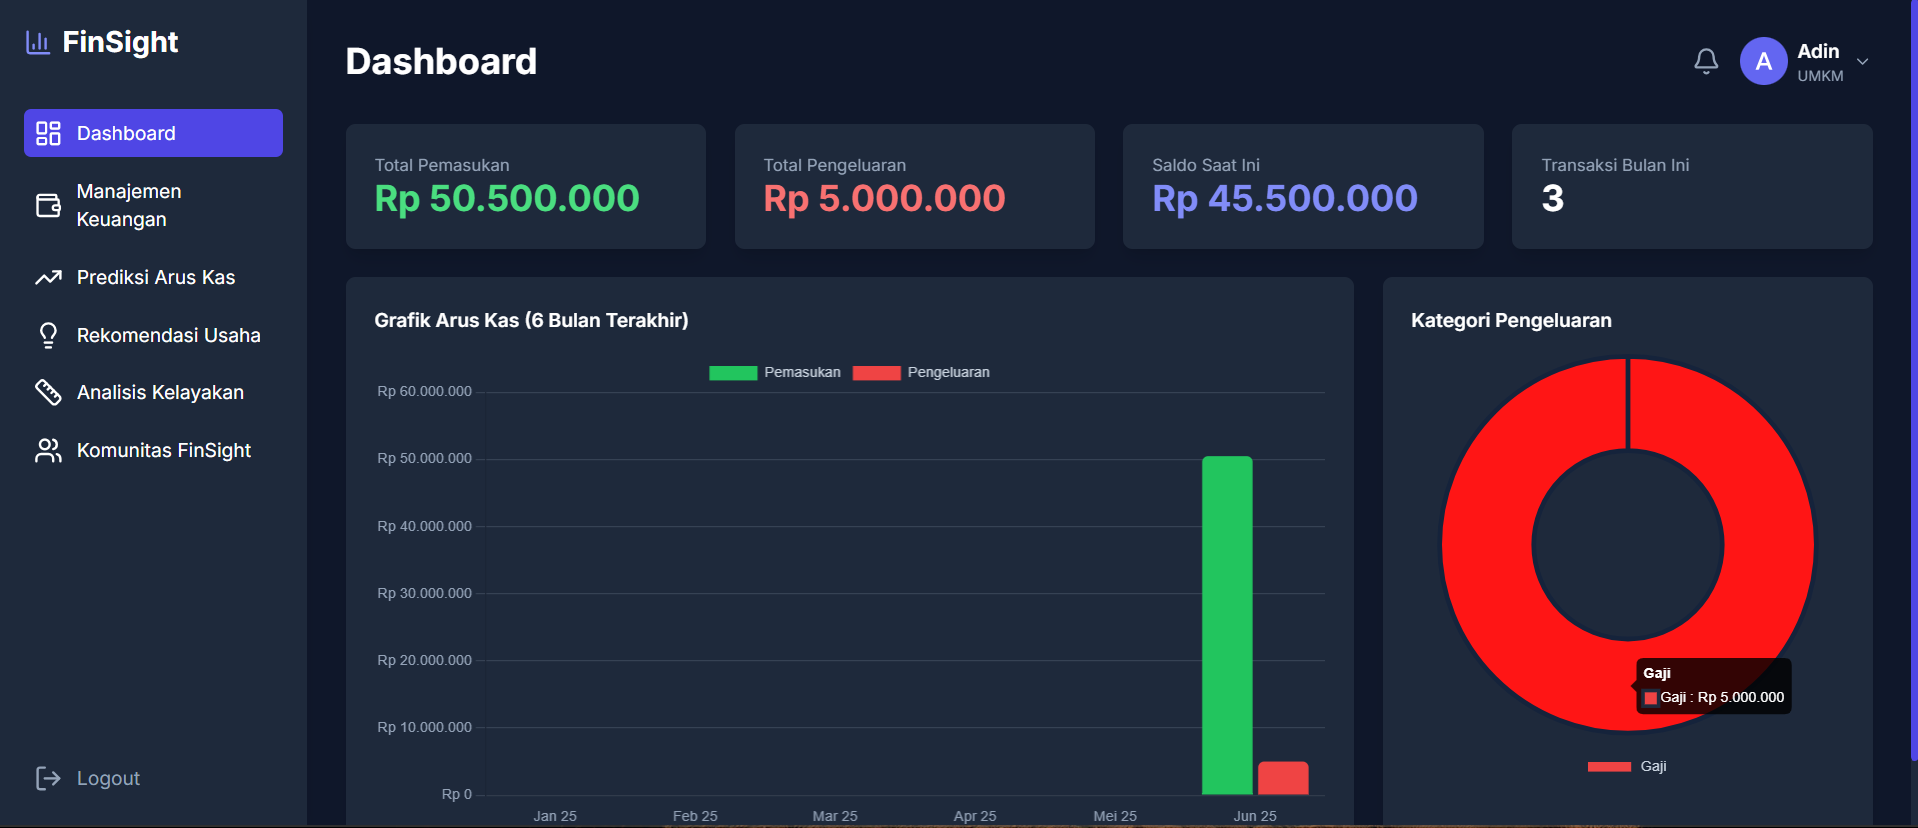 FinSight
Dashboard
Manajemen
Keuangan
Prediksi Arus Kas
Rekomendasi Usaha
Analisis Kelayakan
Komunitas FinSight
Logout
Dashboard
A
Adin
UMKM
Total Pemasukan
Rp 50.500.000
Total Pengeluaran
Rp 5.000.000
Saldo Saat Ini
Rp 45.500.000
Transaksi Bulan Ini
3
Grafik Arus Kas (6 Bulan Terakhir)
Pemasukan Pengeluaran
Rp 60.000.000
Rp 50.000.000
Rp 40.000.000
Rp 30.000.000
Rp 20.000.000
Rp 10.000.000
Rp 0
Jan 25 Feb 25 Mar 25 Apr 25 Mei 25 Jun 25
Kategori Pengeluaran
Gaji
Gaji : Rp 5.000.000
Gaji